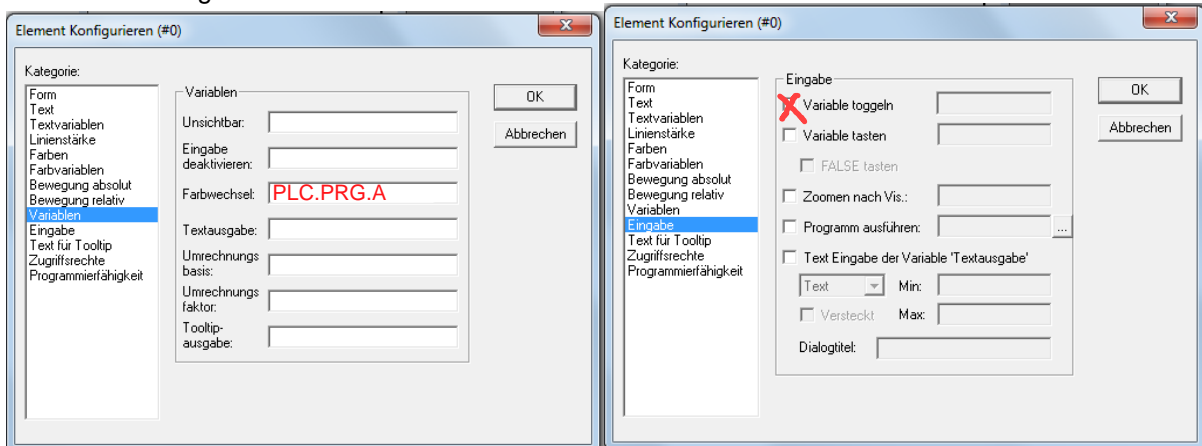 Element Konfigurieren (#0)
Kategorie:
Form
Text
Textvariablen
Linienstärke
Farben
Farbvariablen
Bewegung absolut
Bewegung relativ
Variablen
Eingabe
Text für Tooltip
Zugriffsrechte
Programmierfähigkeit
Variablen
Unsichtbar:
Eingabe
deaktivieren:
Farbwechsel: PLC.PRG.A
Textausgabe:
Umrechnungs
basis:
Umrechnungs
faktor:
Tooltip-
ausgabe:
OK
Abbrechen
Element Konfigurieren (#0)
Kategorie:
Form
Text
Textvariablen
Linienstärke
Farben
Farbvariablen
Bewegung absolut
Bewegung relativ
Variablen
Eingabe
Text für Tooltip
Zugriffsrechte
Programmierfähigkeit
Eingabe
Variable toggeln
Variable tasten
FALSE tasten
Zoomen nach Vis.:
Programm ausführen: ...
Text Eingabe der Variable 'Textausgabe'
Text Min:
Versteckt Max:
Dialogtitel:
OK
Abbrechen